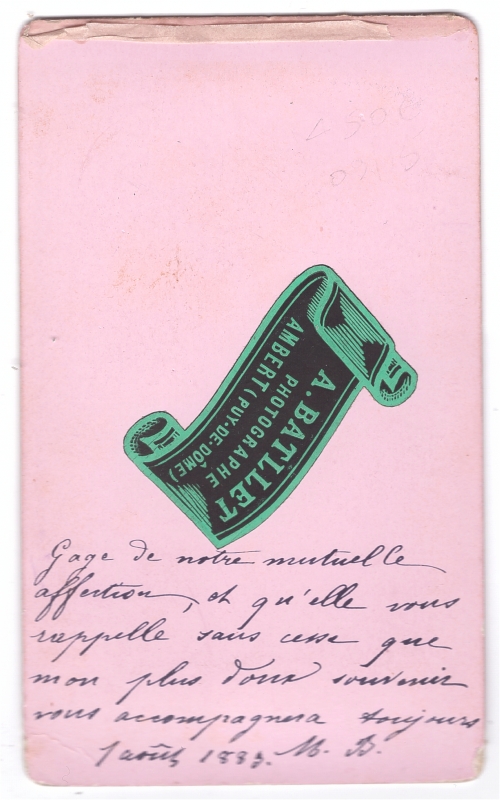 A. BATLLET
PHOTOGRAPHE
AMBERT (PUY-DE-DÔME)
Gage de notre mutuelle
affection, et qu'elle vous
rappelle sans cesse que
mon plus doux souvenir
vous accompagnera toujours
1 août 1883. M. B.